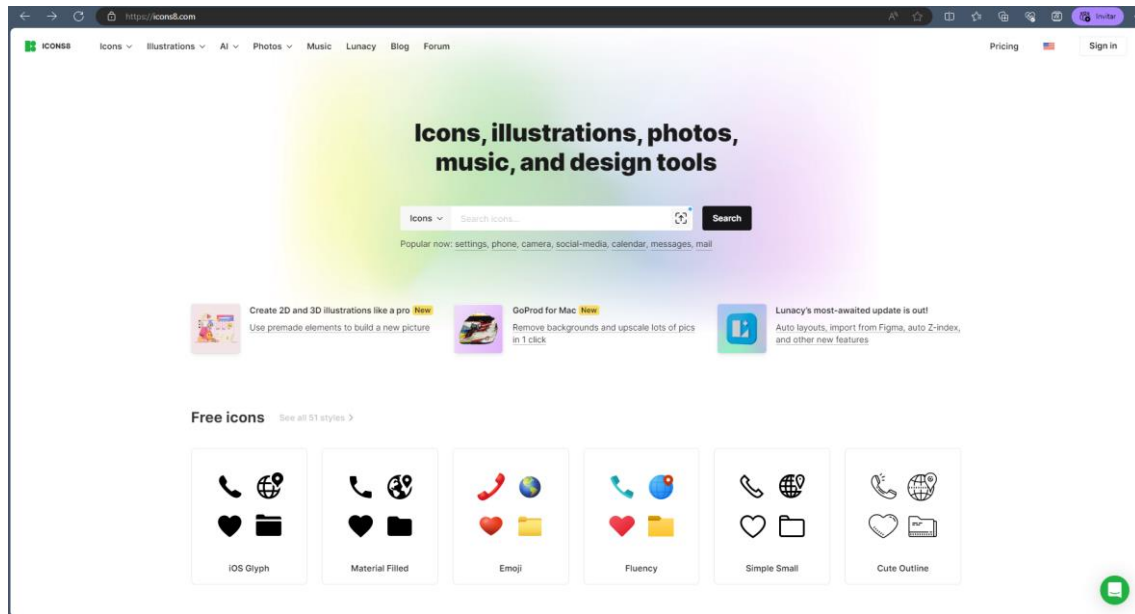 https://icons8.com
Invitar
ICONS8 Icons Illustrations AI Photos Music Lunacy Blog Forum Pricing Sign in
Icons, illustrations, photos,
music, and design tools
Icons Search icons... Search
Popular now: settings, phone, camera, social-media, calendar, messages, mail
Create 2D and 3D illustrations like a pro New
Use premade elements to build a new picture
GoProd for Mac New
Remove backgrounds and upscale lots of pics
in 1 click
Lunacy's most-awaited update is out!
Auto layouts, import from Figma, auto Z-index,
and other new features
Free icons See all 51 styles
iOS Glyph
Material Filled
Emoji
Fluency
Simple Small
Cute Outline